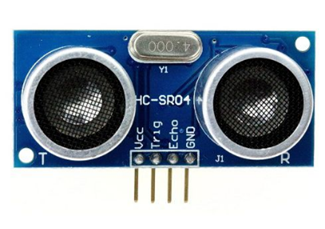 4.000
Y1
HC-SR04
Vcc
Trig
Echo
GND
T
J1
R